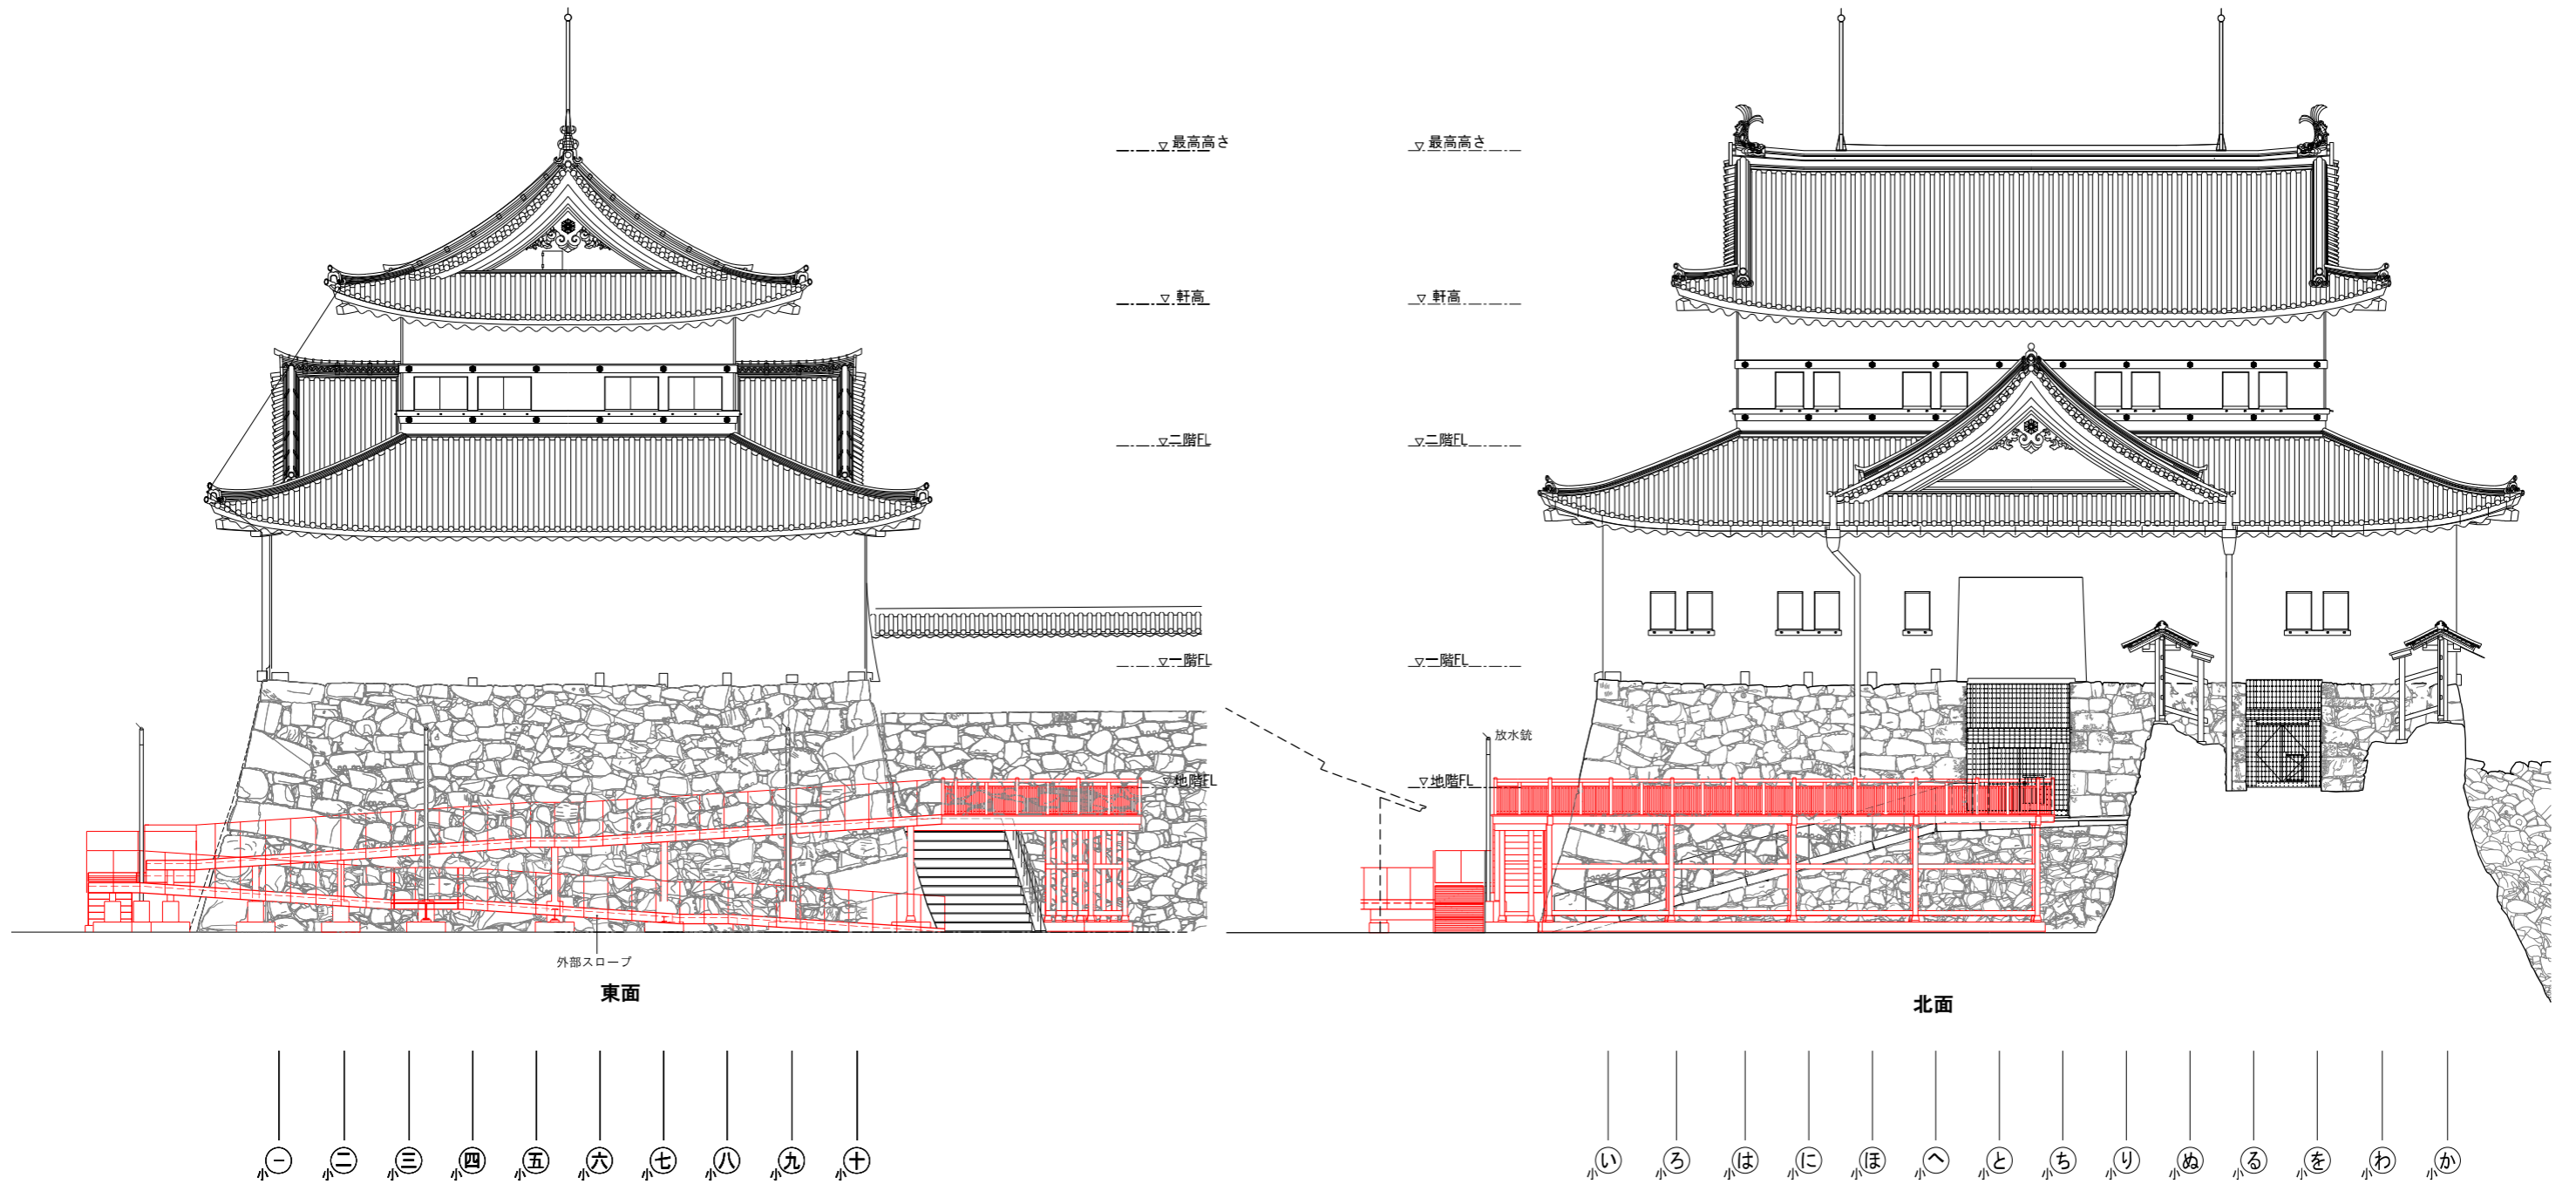 ▽最高高さ
▽最高高さ
▽軒高
▽軒高
▽二階FL
▽二階FL
▽一階FL
▽一階FL
放水銃
▽地階FL
▽地階FL
外部スロープ
東面
北面
小一 小二 小三 小四 小五 小六 小七 小八 小九 小十
小い 小ろ 小は 小に 小ほ 小へ 小と 小ち 小り 小ぬ 小る 小を 小わ 小か